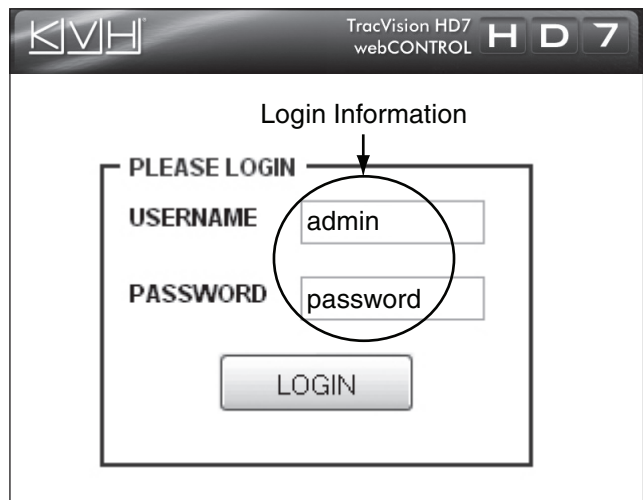 KVH
TracVision HD7
webCONTROL
HD7
Login Information
PLEASE LOGIN
USERNAME
admin
PASSWORD
password
LOGIN